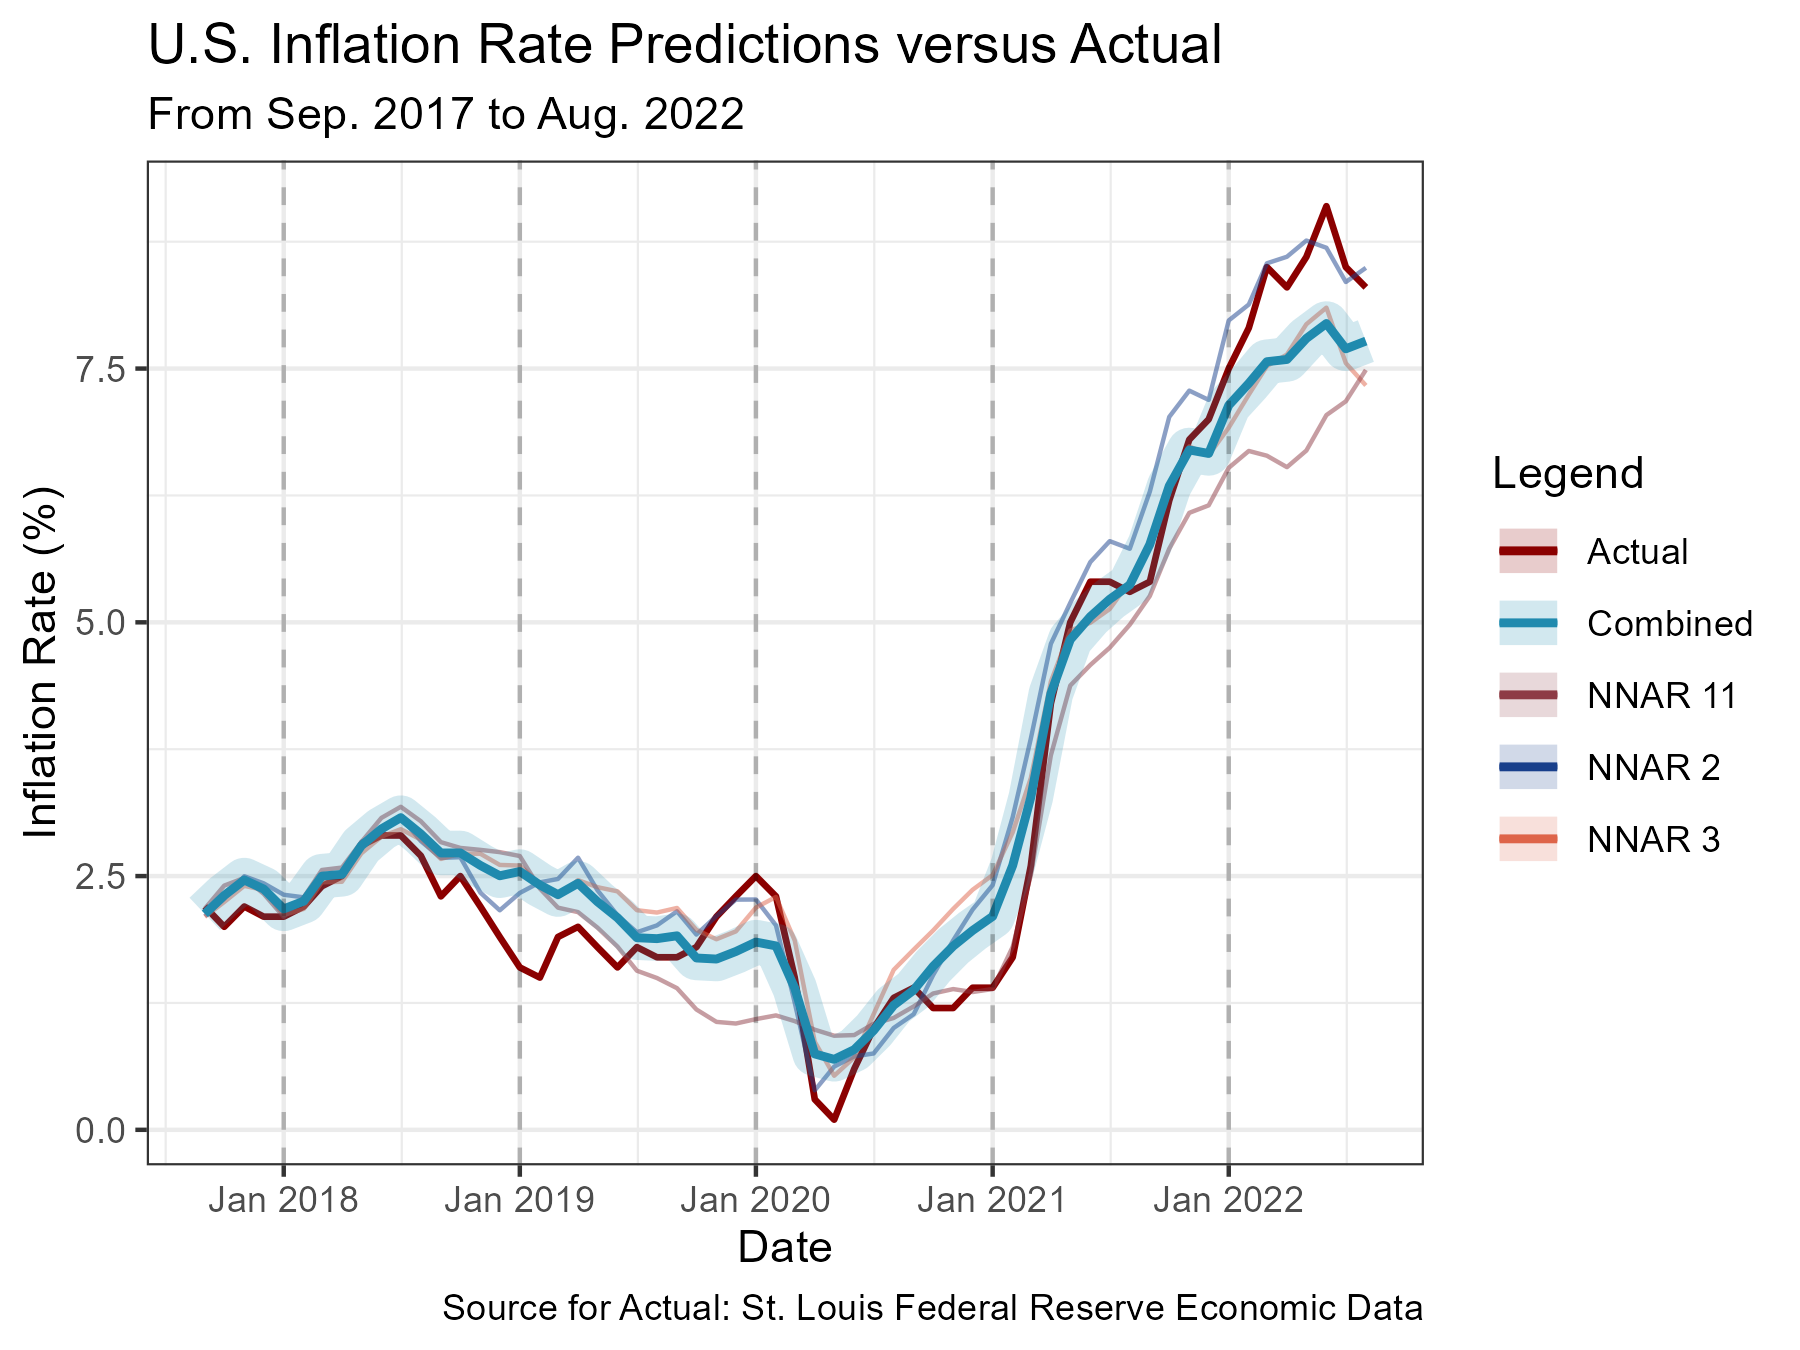 U.S. Inflation Rate Predictions versus Actual
From Sep. 2017 to Aug. 2022
Inflation Rate (%)
7.5
5.0
2.5
0.0
Jan 2018
Jan 2019
Jan 2020
Jan 2021
Jan 2022
Date
Legend
Actual
Combined
NNAR 11
NNAR 2
NNAR 3
Source for Actual: St. Louis Federal Reserve Economic Data